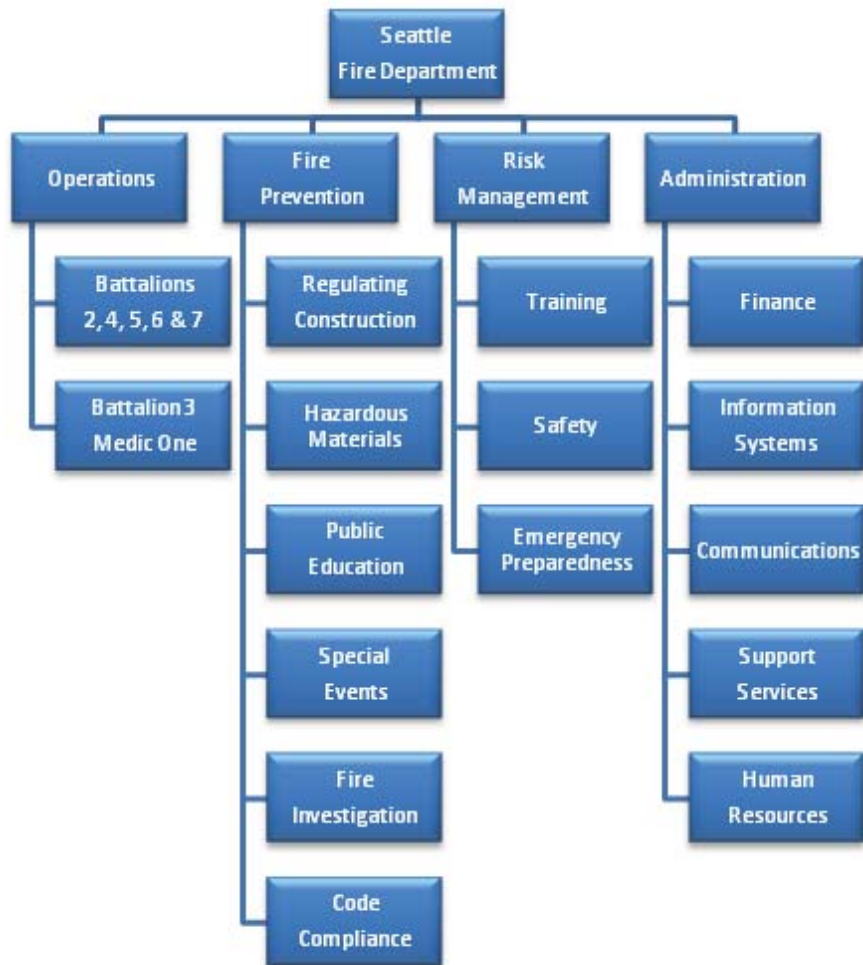 Seattle
Fire Department
Operations
Fire
Prevention
Risk
Management
Administration
Battalions
2, 4, 5, 6 & 7
Battalion 3
Medic One
Regulating
Construction
Hazardous
Materials
Public
Education
Special
Events
Fire
Investigation
Code
Compliance
Training
Safety
Emergency
Preparedness
Finance
Information
Systems
Communications
Support
Services
Human
Resources